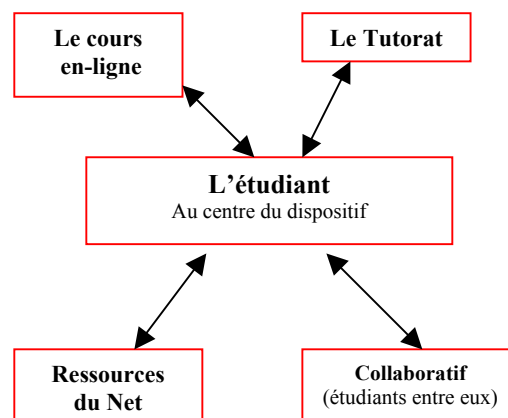 Le cours
en-ligne
Le Tutorat
L’étudiant
Au centre du dispositif
Ressources
du Net
Collaboratif
(étudiants entre eux)